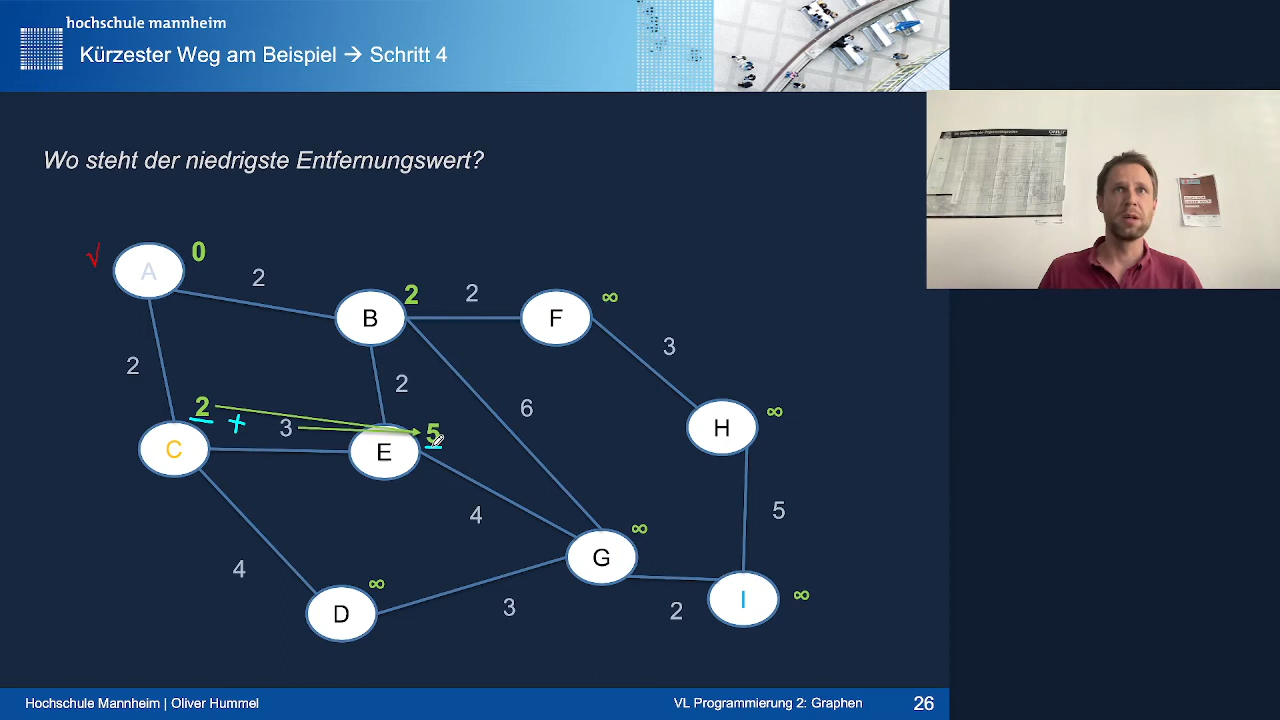 hochschule mannheim
Kürzester Weg am Beispiel → Schritt 4
Wo steht der niedrigste Entfernungswert?
√ A 0
2
B 2
2
F ∞
2
2
3
6
2 + 3
C
E 5
H ∞
4
4
5
G ∞
D ∞
3
2
I ∞
Hochschule Mannheim | Oliver Hummel
VL Programmierung 2: Graphen
26